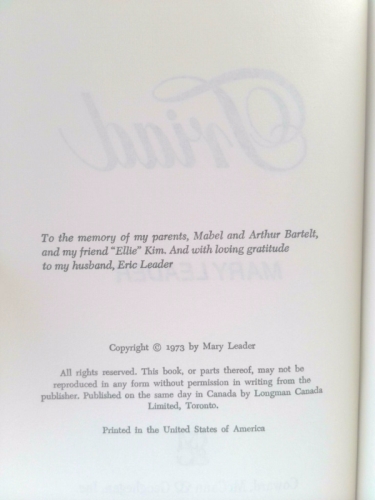 Triad
To the memory of my parents, Mabel and Arthur Bartelt,
and my friend "Ellie" Kim. And with loving gratitude
to my husband, Eric Leader
MARY LEADER
Copyright © 1973 by Mary Leader
All rights reserved. This book, or parts thereof, may not be
reproduced in any form without permission in writing from the
publisher. Published on the same day in Canada by Longman Canada
Limited, Toronto.
Printed in the United States of America